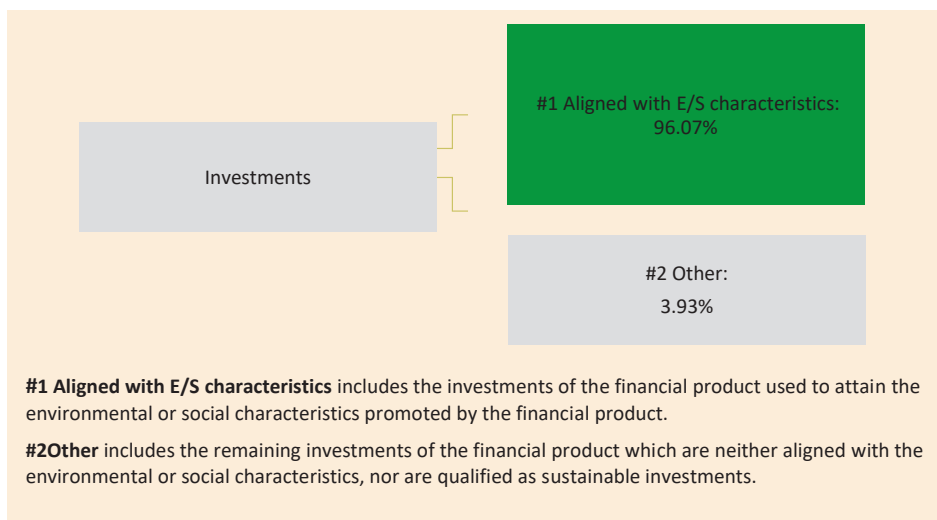 #1 Aligned with E/S characteristics:
96.07%
Investments
#2 Other:
3.93%
#1 Aligned with E/S characteristics includes the investments of the financial product used to attain the
environmental or social characteristics promoted by the financial product.
#2Other includes the remaining investments of the financial product which are neither aligned with the
environmental or social characteristics, nor are qualified as sustainable investments.